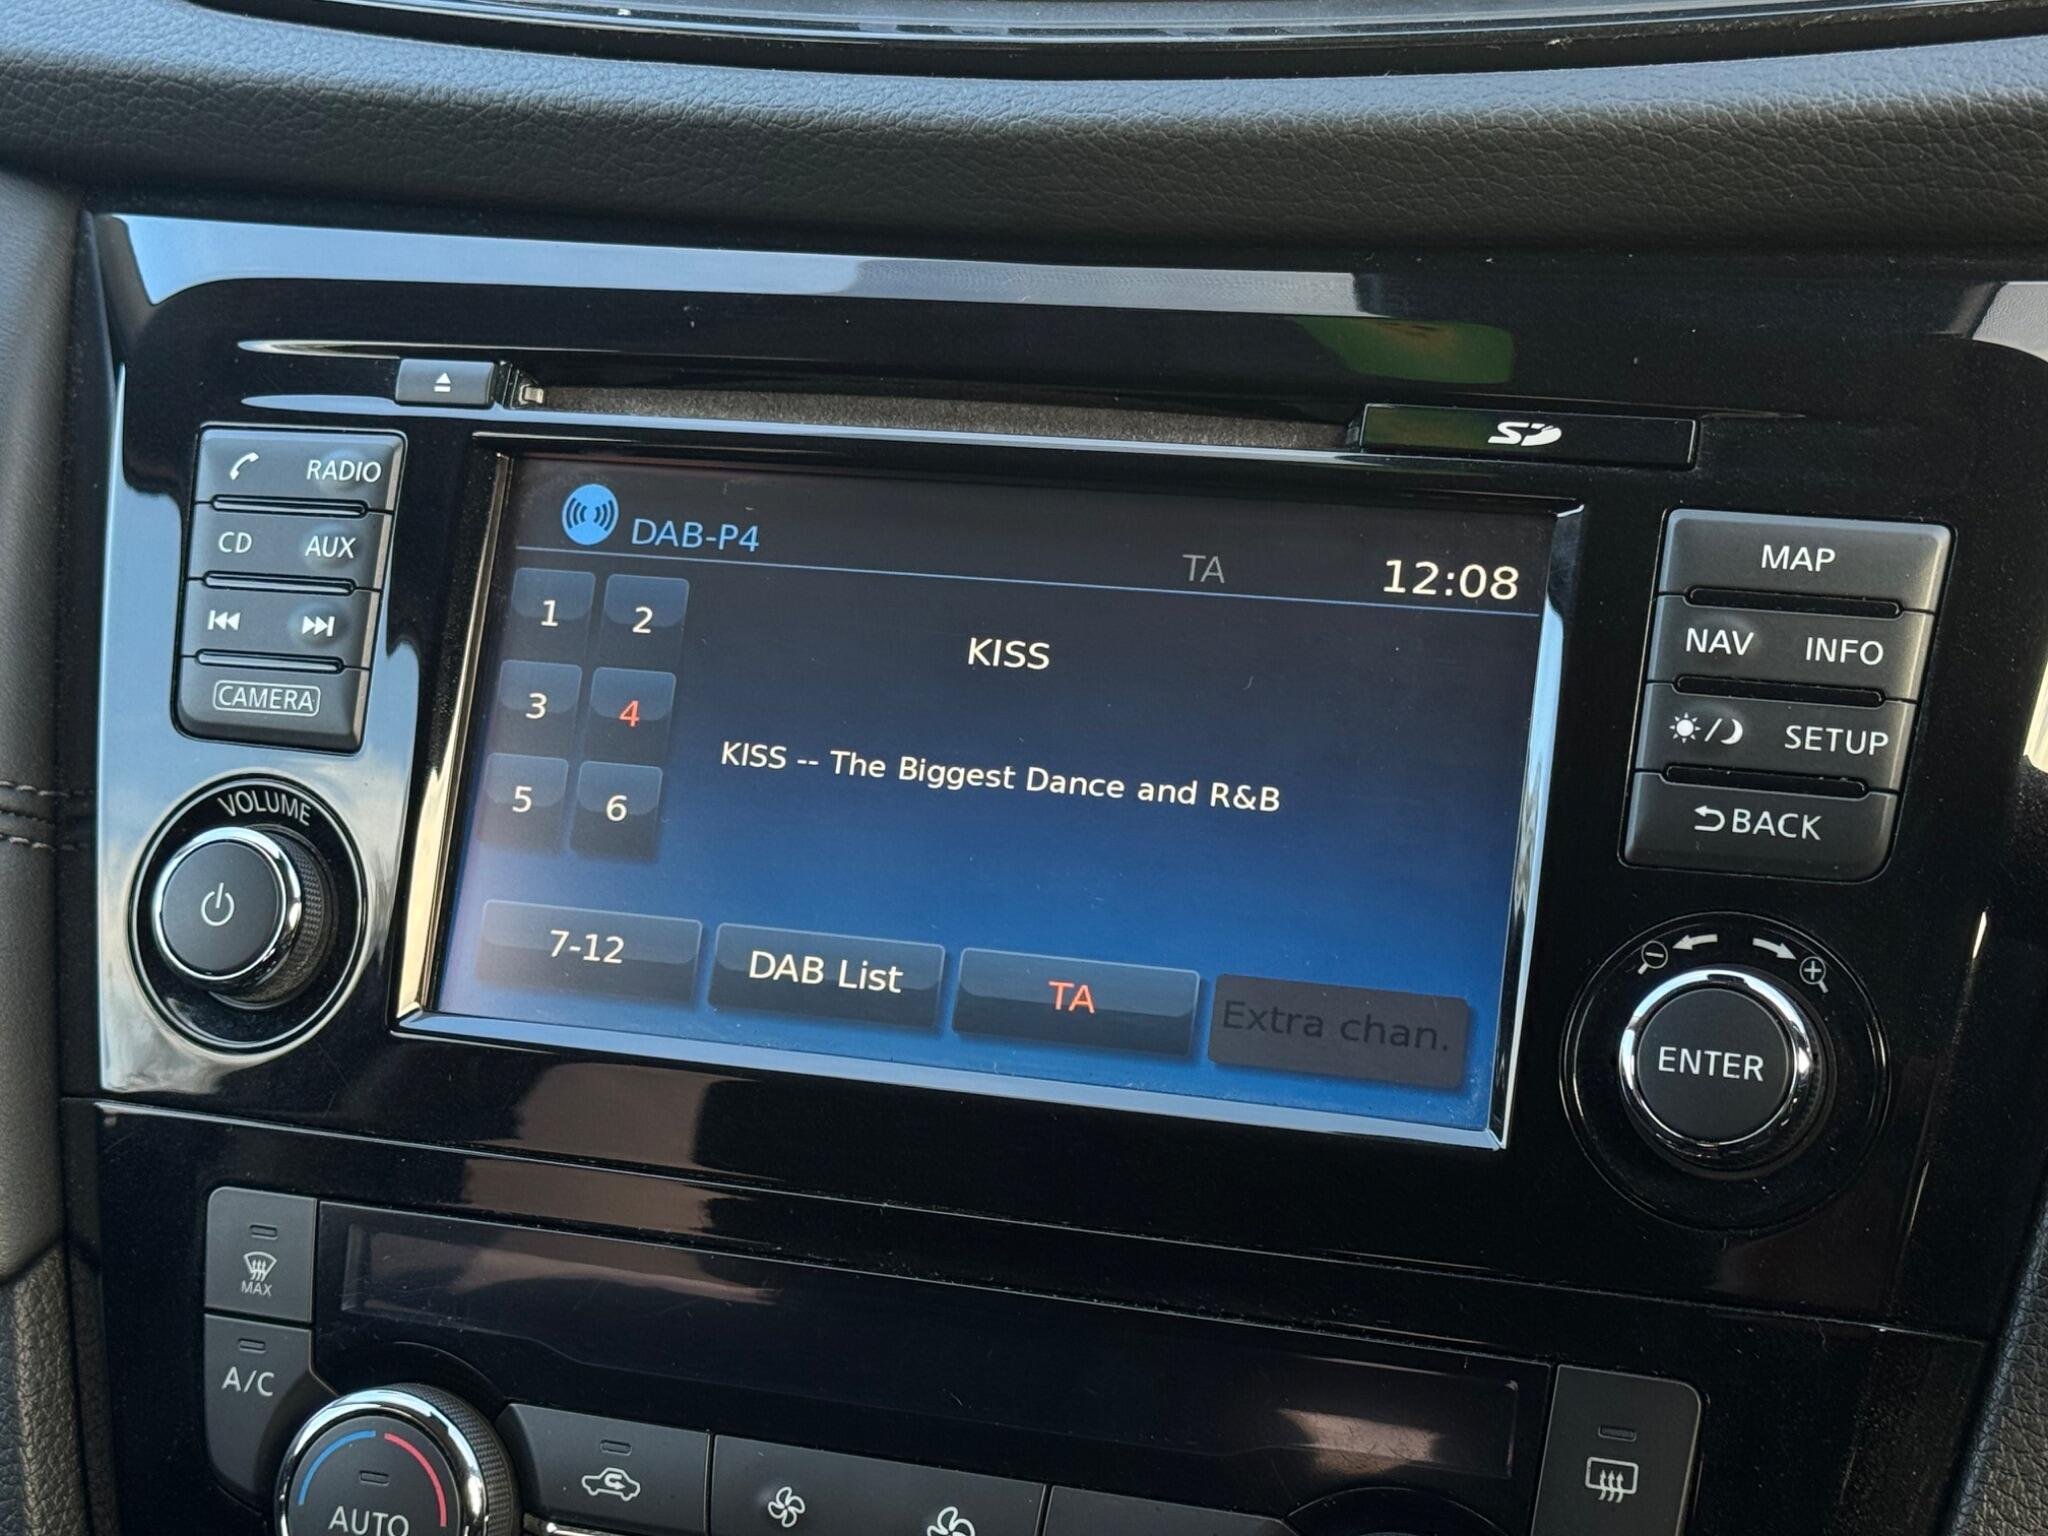 SD
RADIO
CD AUX
CAMERA
VOLUME
DAB-P4
TA 12:08
1 2
3 4
5 6
KISS
KISS -- The Biggest Dance and R&B
7-12 DAB List TA Extra chan.
MAP
NAV INFO
SETUP
BACK
ENTER
MAX
A/C
AUTO